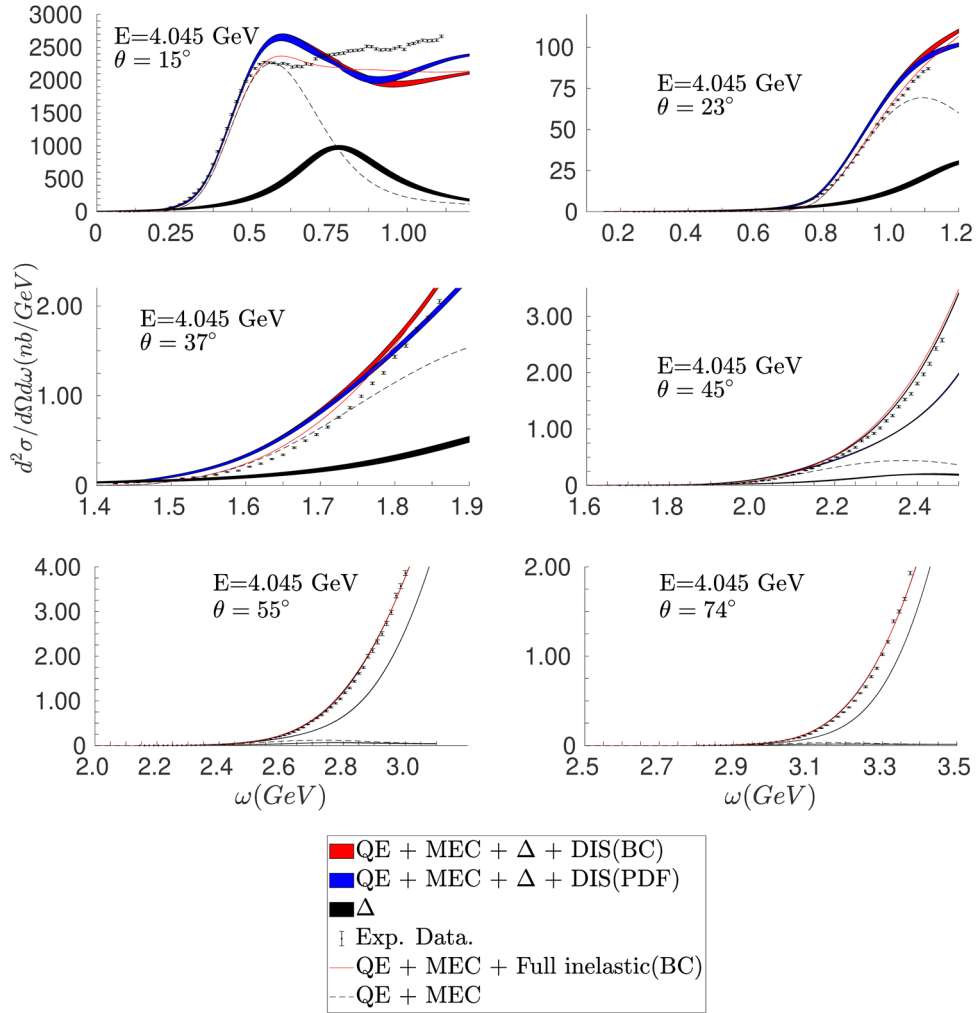 3000
2500
2000
1500
1000
500
0
E=4.045 GeV
θ = 15°
0 0.25 0.5 0.75 1.00
100
75
50
25
0
E=4.045 GeV
θ = 23°
0.2 0.4 0.6 0.8 1.0 1.2
d²σ/dΩdω(nb/GeV)
2.00
1.00
0
E=4.045 GeV
θ = 37°
1.4 1.5 1.6 1.7 1.8 1.9
3.00
2.00
1.00
0
E=4.045 GeV
θ = 45°
1.6 1.8 2.0 2.2 2.4
4.00
3.00
2.00
1.00
0
E=4.045 GeV
θ = 55°
2.0 2.2 2.4 2.6 2.8 3.0
ω(GeV)
2.00
1.00
0
E=4.045 GeV
θ = 74°
2.5 2.7 2.9 3.1 3.3 3.5
ω(GeV)
QE + MEC + Δ + DIS(BC)
QE + MEC + Δ + DIS(PDF)
Δ
Exp. Data.
QE + MEC + Full inelastic(BC)
QE + MEC